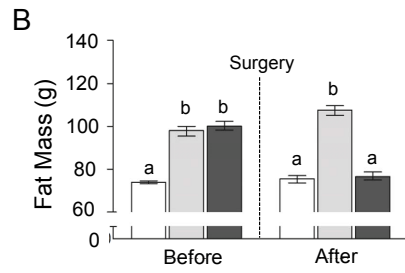 B
Fat Mass (g)
140
120
100
80
60
0
Surgery
a
b
b
a
b
a
Before
After